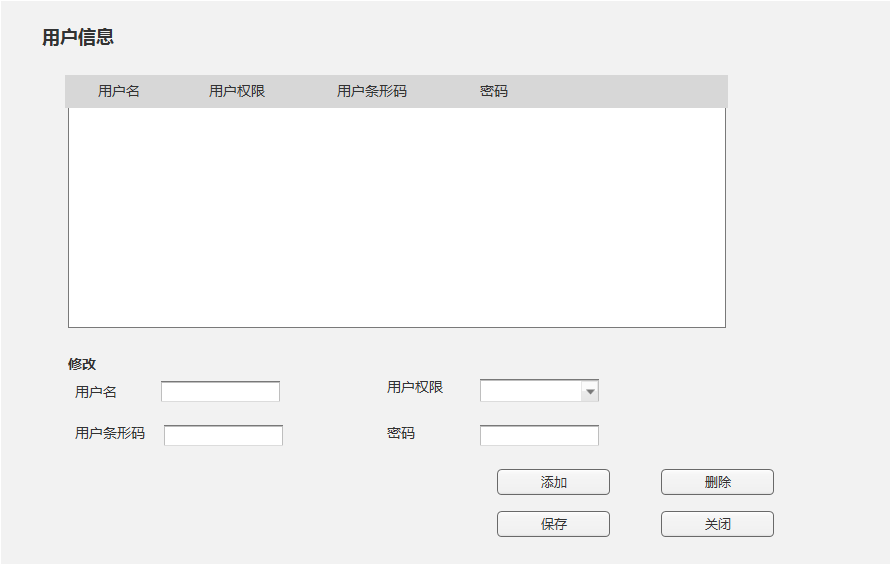 用户信息
用户名 用户权限 用户条形码 密码
修改
用户名 用户权限
用户条形码 密码
添加 删除
保存 关闭